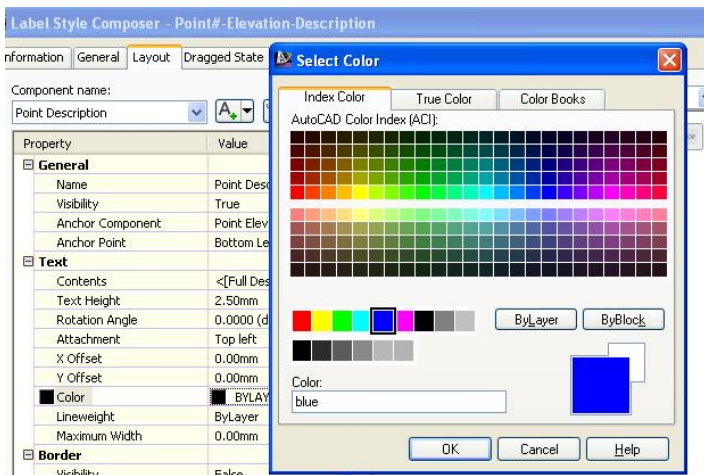 Label Style Composer - Point#-Elevation-Description
nformation General Layout Dragged State
Component name:
Point Description
Property Value
General
Name Point Desc
Visibility True
Anchor Component Point Elev
Anchor Point Bottom Le
Text
Contents <[Full Des
Text Height 2.50mm
Rotation Angle 0.0000 (d
Attachment Top left
X Offset 0.00mm
Y Offset 0.00mm
Color BYLAY
Lineweight ByLayer
Maximum Width 0.00mm
Border
Visibility False
Select Color
Index Color True Color Color Books
AutoCAD Color Index (ACI):
ByLayer ByBlock
Color:
blue
OK Cancel Help